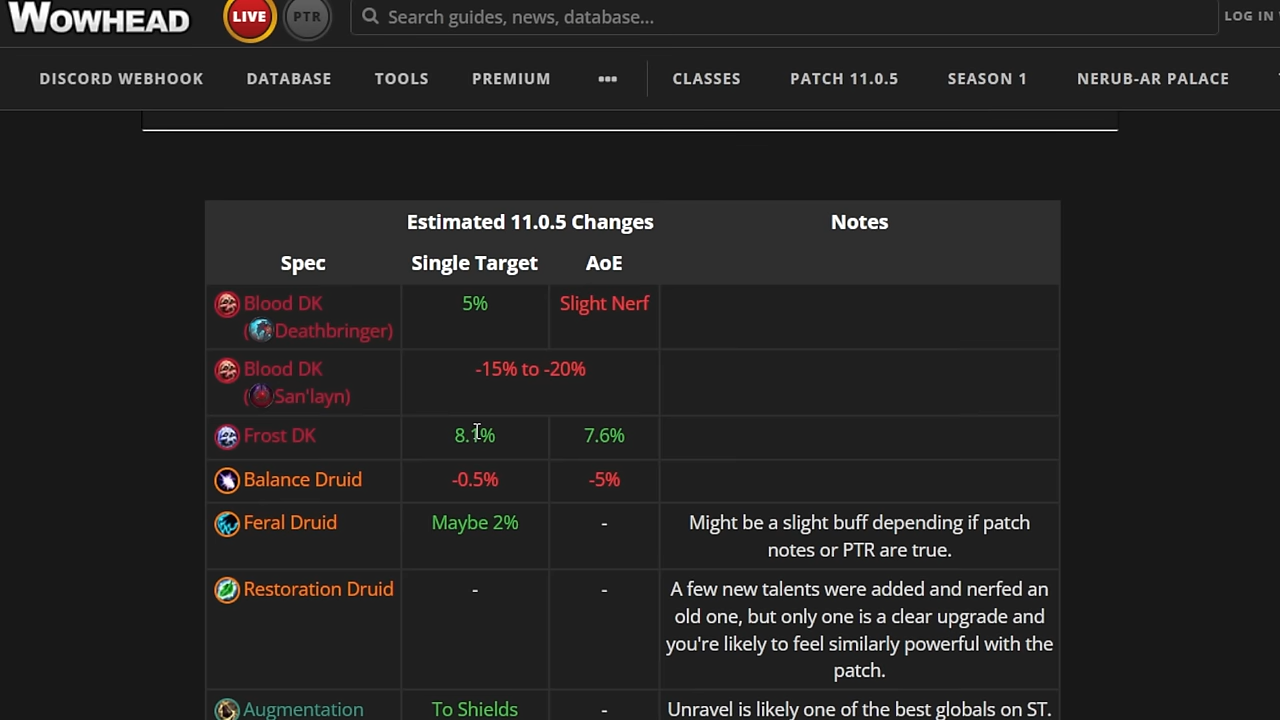 WOWHEAD
LIVE
PTR
Search guides, news, database...
LOG IN
DISCORD WEBHOOK
DATABASE
TOOLS
PREMIUM
•••
CLASSES
PATCH 11.0.5
SEASON 1
NERUB-AR PALACE
Estimated 11.0.5 Changes
Notes
Spec
Single Target
AoE
Blood DK
(Deathbringer)
5%
Slight Nerf
Blood DK
(San'layn)
-15% to -20%
Frost DK
8.1%
7.6%
Balance Druid
-0.5%
-5%
Feral Druid
Maybe 2%
-
Might be a slight buff depending if patch
notes or PTR are true.
Restoration Druid
-
-
A few new talents were added and nerfed an
old one, but only one is a clear upgrade and
you're likely to feel similarly powerful with the
patch.
Augmentation
To Shields
-
Unravel is likely one of the best globals on ST.